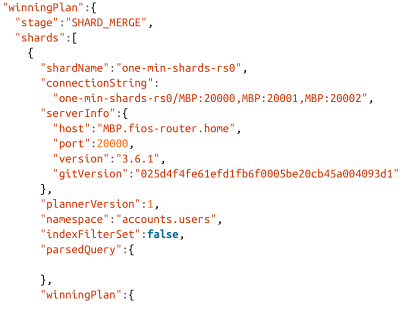 "winningPlan":{
"stage":"SHARD_MERGE",
"shards":[
{
"shardName":"one-min-shards-rs0",
"connectionString":
"one-min-shards-rs0/MBP:20000,MBP:20001,MBP:20002",
"serverInfo":{
"host":"MBP.fios-router.home",
"port":20000,
"version":"3.6.1",
"gitVersion":"025d4f4fe61efd1fb6f0005be20cb45a004093d1"
},
"plannerVersion":1,
"namespace":"accounts.users",
"indexFilterSet":false,
"parsedQuery":{
},
"winningPlan":{